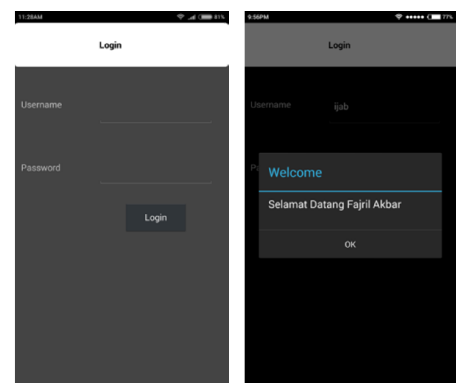 11:28AM
81%
Login
Username
Password
Login
9:56PM
77%
Login
Username
ijab
Welcome
Selamat Datang Fajril Akbar
OK